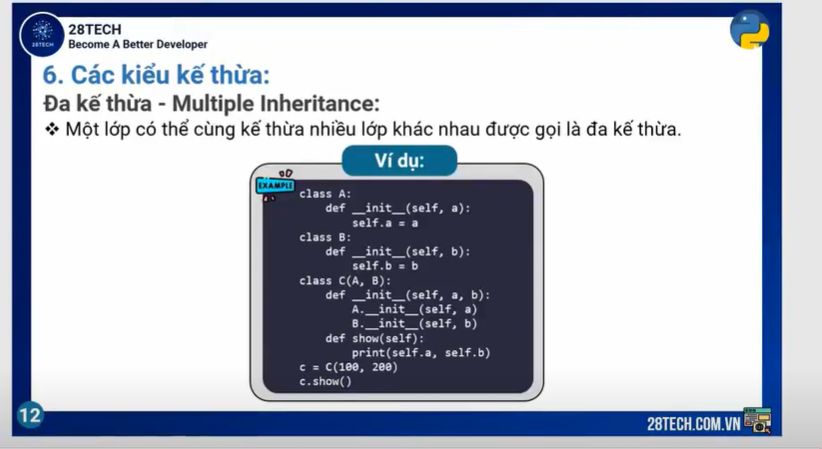 28TECH
Become A Better Developer
28TECH
6. Các kiểu kế thừa:
Đa kế thừa - Multiple Inheritance:
❖ Một lớp có thể cùng kế thừa nhiều lớp khác nhau được gọi là đa kế thừa.
Ví dụ:
EXAMPLE
class A:
    def __init__(self, a):
        self.a = a
class B:
    def __init__(self, b):
        self.b = b
class C(A, B):
    def __init__(self, a, b):
        A.__init__(self, a)
        B.__init__(self, b)
    def show(self):
        print(self.a, self.b)
c = C(100, 200)
c.show()
12
28TECH.COM.VN